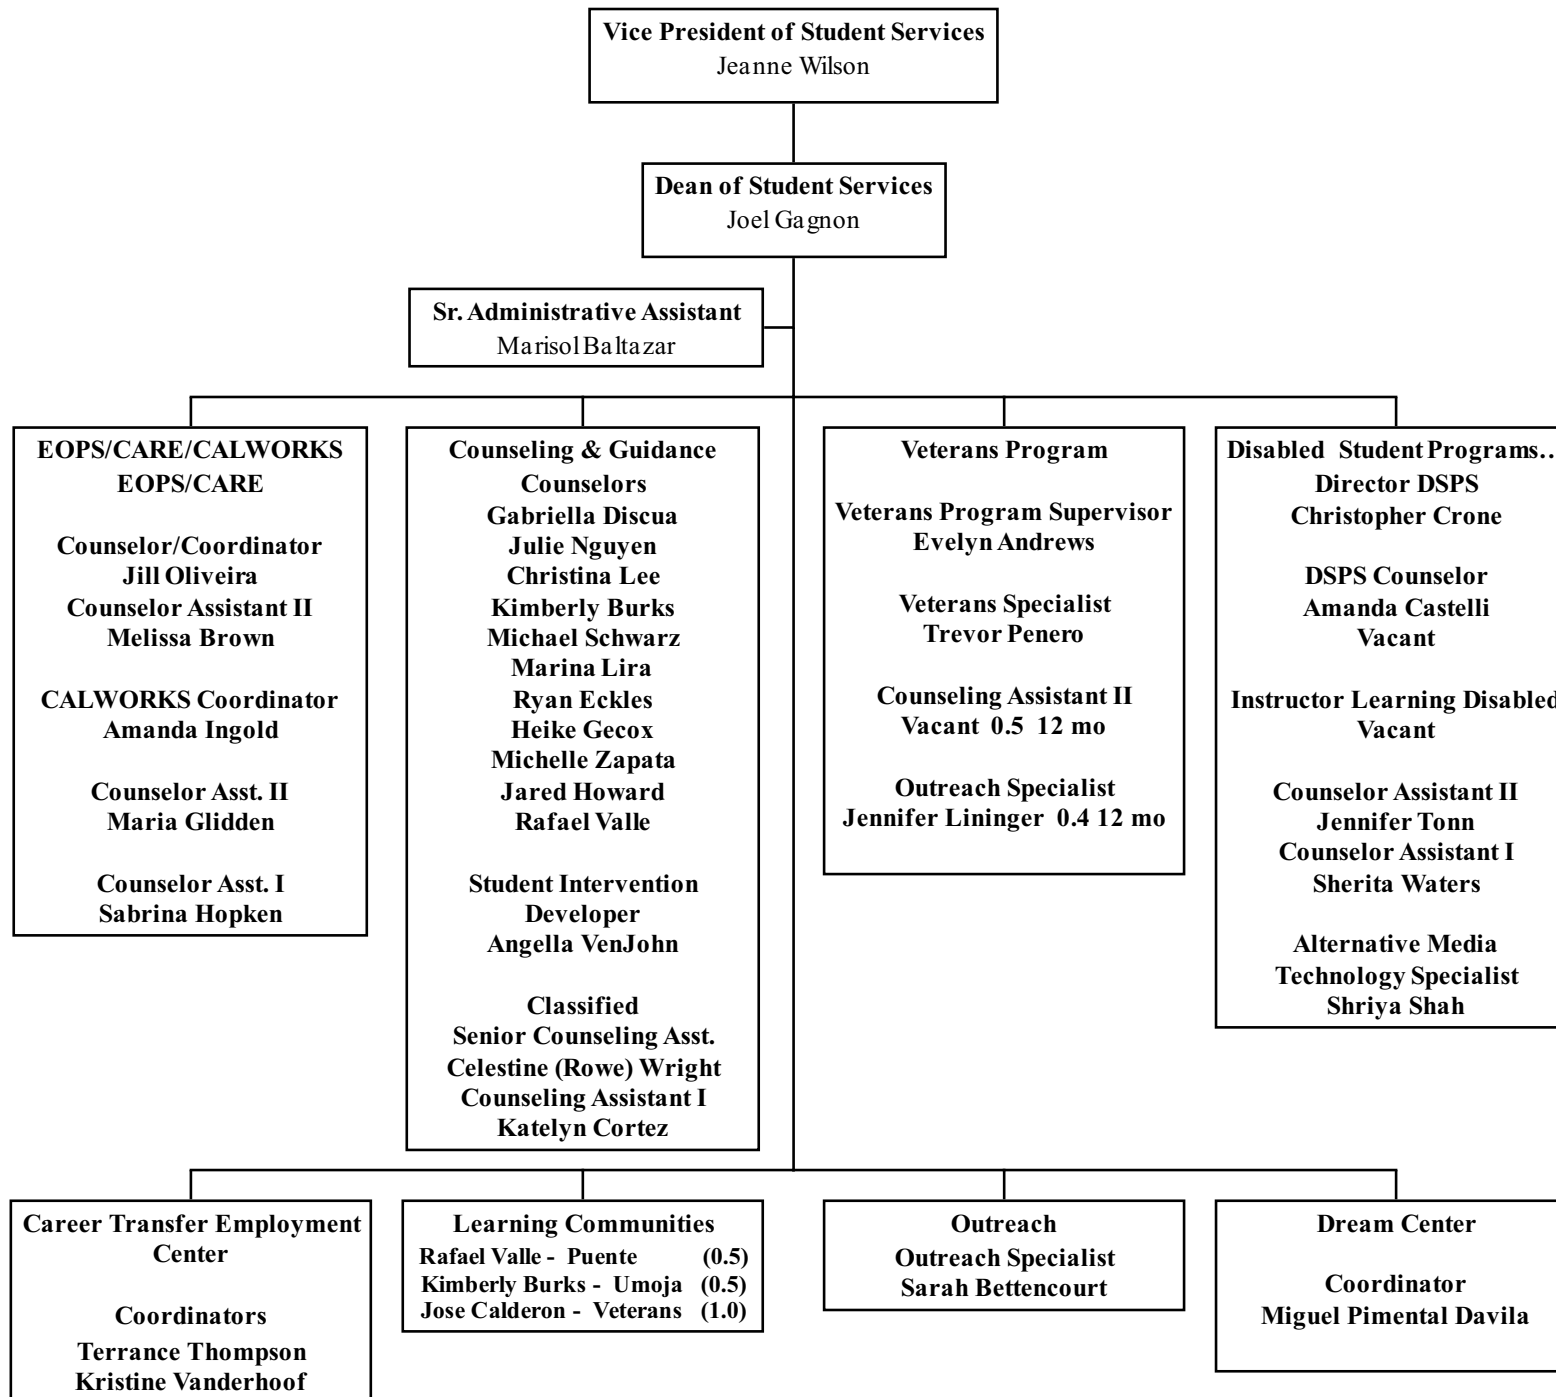 Vice President of Student Services
Jeanne Wilson
Dean of Student Services
Joel Gagnon
Sr. Administrative Assistant
Marisol Baltazar
EOPS/CARE/CALWORKS
EOPS/CARE
Counselor/Coordinator
Jill Oliveira
Counselor Assistant II
Melissa Brown
CALWORKS Coordinator
Amanda Ingold
Counselor Asst. II
Maria Glidden
Counselor Asst. I
Sabrina Hopken
Counseling & Guidance
Counselors
Gabriella Discua
Julie Nguyen
Christina Lee
Kimberly Burks
Michael Schwarz
Marina Lira
Ryan Eckles
Heike Gecox
Michelle Zapata
Jared Howard
Rafael Valle
Student Intervention
Developer
Angella VenJohn
Classified
Senior Counseling Asst.
Celestine (Rowe) Wright
Counseling Assistant I
Katelyn Cortez
Veterans Program
Veterans Program Supervisor
Evelyn Andrews
Veterans Specialist
Trevor Penero
Counseling Assistant II
Vacant 0.5 12 mo
Outreach Specialist
Jennifer Lininger 0.4 12 mo
Disabled Student Programs…
Director DSPS
Christopher Crone
DSPS Counselor
Amanda Castelli
Vacant
Instructor Learning Disabled
Vacant
Counselor Assistant II
Jennifer Tonn
Counselor Assistant I
Sherita Waters
Alternative Media
Technology Specialist
Shriya Shah
Career Transfer Employment
Center
Coordinators
Terrance Thompson
Kristine Vanderhoof
Learning Communities
Rafael Valle - Puente (0.5)
Kimberly Burks - Umoja (0.5)
Jose Calderon - Veterans (1.0)
Outreach
Outreach Specialist
Sarah Bettencourt
Dream Center
Coordinator
Miguel Pimental Davila